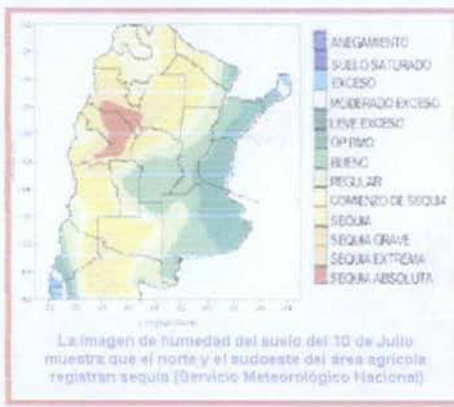 ANEGAMIENTO
SUELO SATURADO
EXCESO
MODERADO EXCESO
LEVE EXCESO
OPTIMO
BUENO
REGULAR
COMIENZO DE SEQUIA
SEQUIA
SEQUIA GRAVE
SEQUIA EXTREMA
SEQUIA ABSOLUTA
La imagen de humedad del suelo del 10 de Julio
muestra que el norte y el sudoeste del área agrícola
registran sequía (Servicio Meteorológico Nacional)